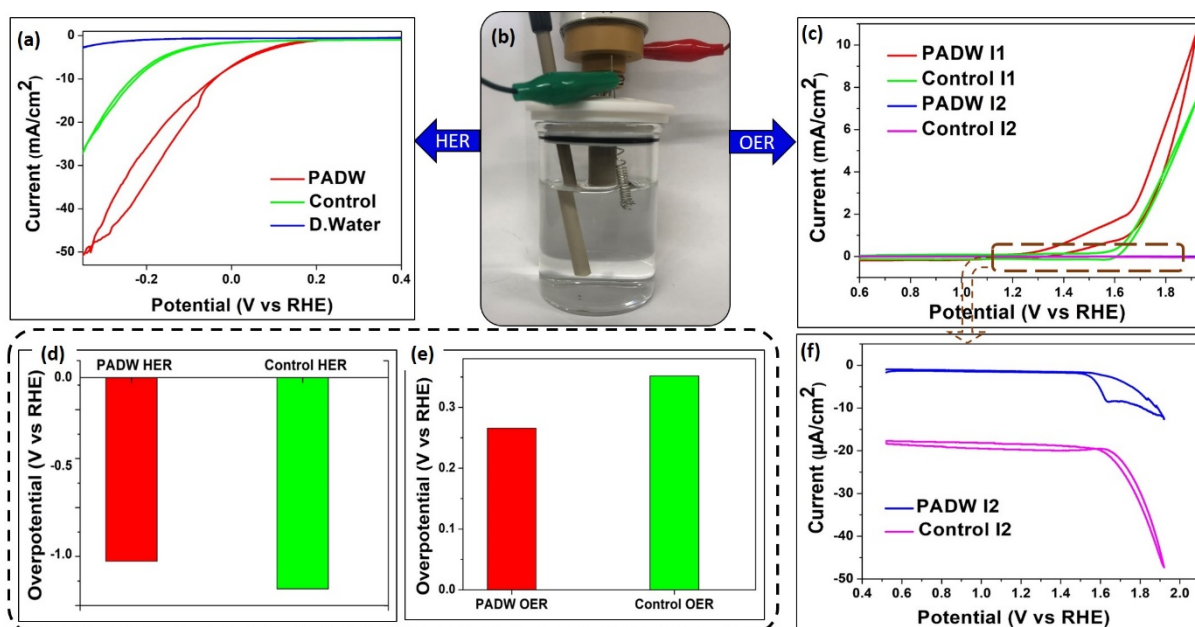 (a)
0
-10
-20
-30
-40
-50
Current (mA/cm²)
PADW
Control
D.Water
-0.2
0.0
0.2
0.4
Potential (V vs RHE)
HER
(b)
OER
(c)
10
8
6
4
2
0
Current (mA/cm²)
PADW I1
Control I1
PADW I2
Control I2
0.6
0.8
1.0
1.2
1.4
1.6
1.8
Potential (V vs RHE)
(d)
PADW HER
Control HER
0.0
-0.5
-1.0
Overpotential (V vs RHE)
(e)
0.3
0.2
0.1
0.0
Overpotential (V vs RHE)
PADW OER
Control OER
(f)
0
-10
-20
-30
-40
-50
Current (µA/cm²)
PADW I2
Control I2
0.4
0.6
0.8
1.0
1.2
1.4
1.6
1.8
2.0
Potential (V vs RHE)